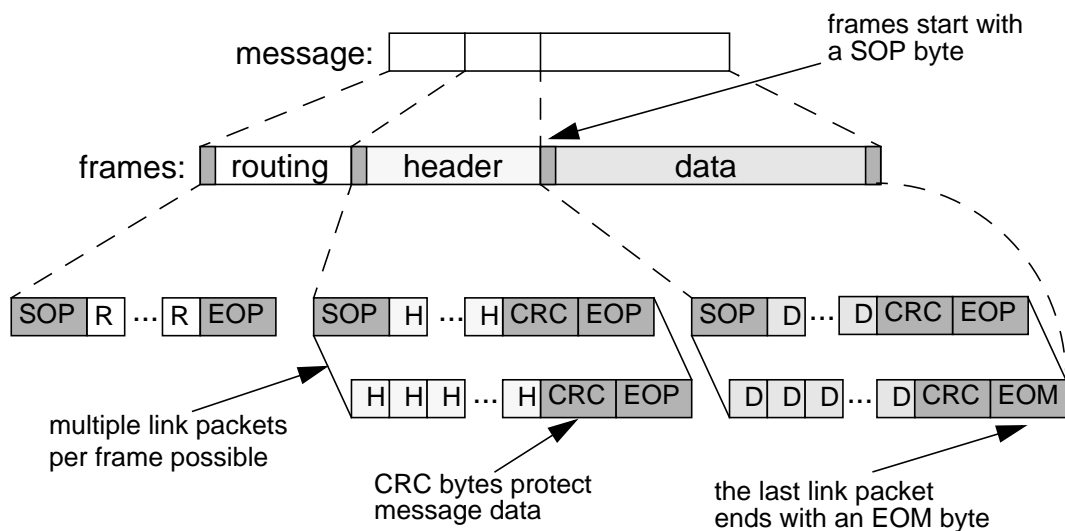 frames start with
a SOP byte
message:
frames: routing header data
SOP R ... R EOP SOP H ... H CRC EOP SOP D ... D CRC EOP
H H H ... H CRC EOP D D D ... D CRC EOM
multiple link packets
per frame possible
CRC bytes protect
message data
the last link packet
ends with an EOM byte